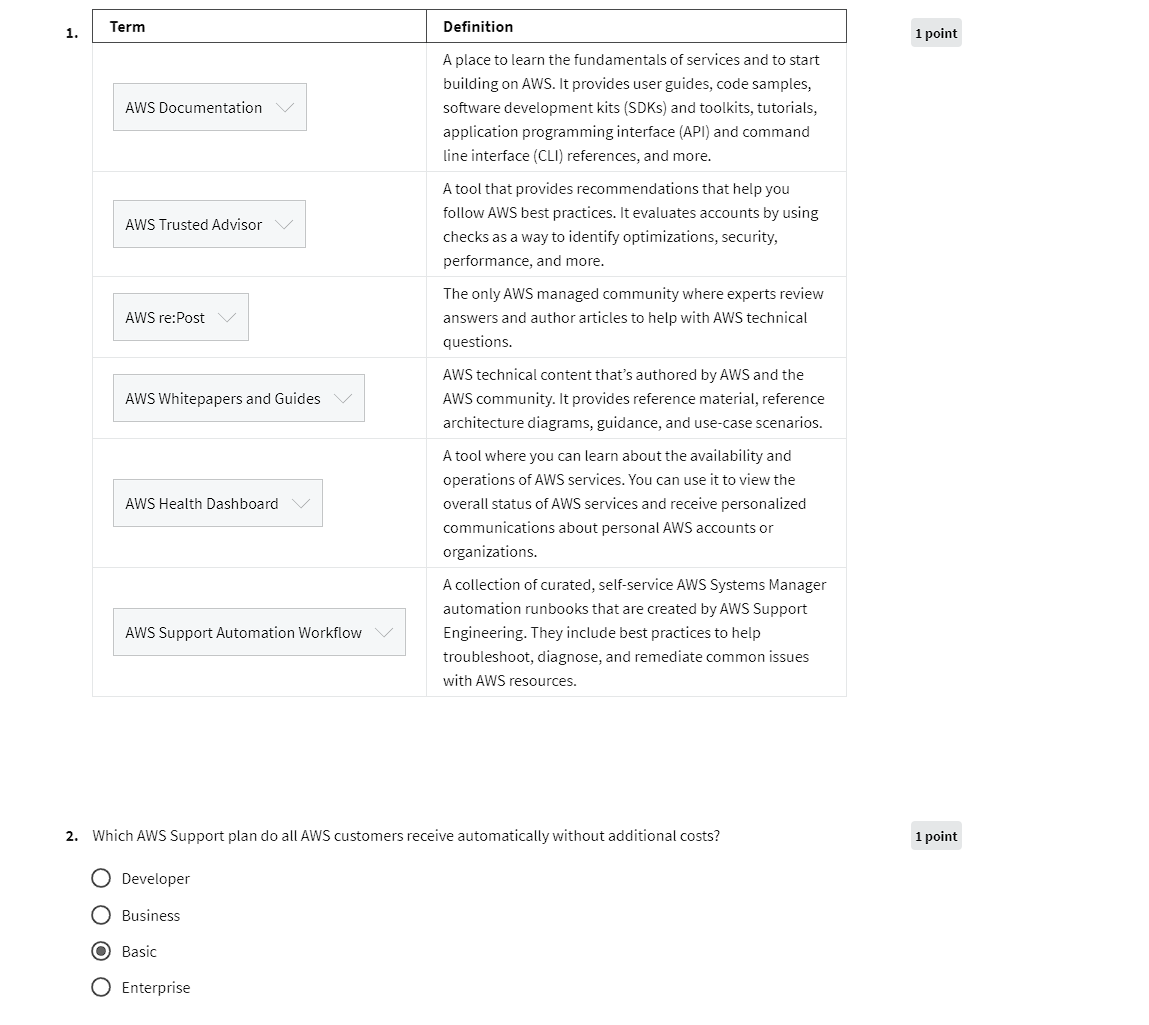 1.
Term
Definition
1 point
AWS Documentation
A place to learn the fundamentals of services and to start
building on AWS. It provides user guides, code samples,
software development kits (SDKs) and toolkits, tutorials,
application programming interface (API) and command
line interface (CLI) references, and more.
AWS Trusted Advisor
A tool that provides recommendations that help you
follow AWS best practices. It evaluates accounts by using
checks as a way to identify optimizations, security,
performance, and more.
AWS re:Post
The only AWS managed community where experts review
answers and author articles to help with AWS technical
questions.
AWS Whitepapers and Guides
AWS technical content that’s authored by AWS and the
AWS community. It provides reference material, reference
architecture diagrams, guidance, and use-case scenarios.
AWS Health Dashboard
A tool where you can learn about the availability and
operations of AWS services. You can use it to view the
overall status of AWS services and receive personalized
communications about personal AWS accounts or
organizations.
AWS Support Automation Workflow
A collection of curated, self-service AWS Systems Manager
automation runbooks that are created by AWS Support
Engineering. They include best practices to help
troubleshoot, diagnose, and remediate common issues
with AWS resources.
2. Which AWS Support plan do all AWS customers receive automatically without additional costs?
1 point
Developer
Business
Basic
Enterprise